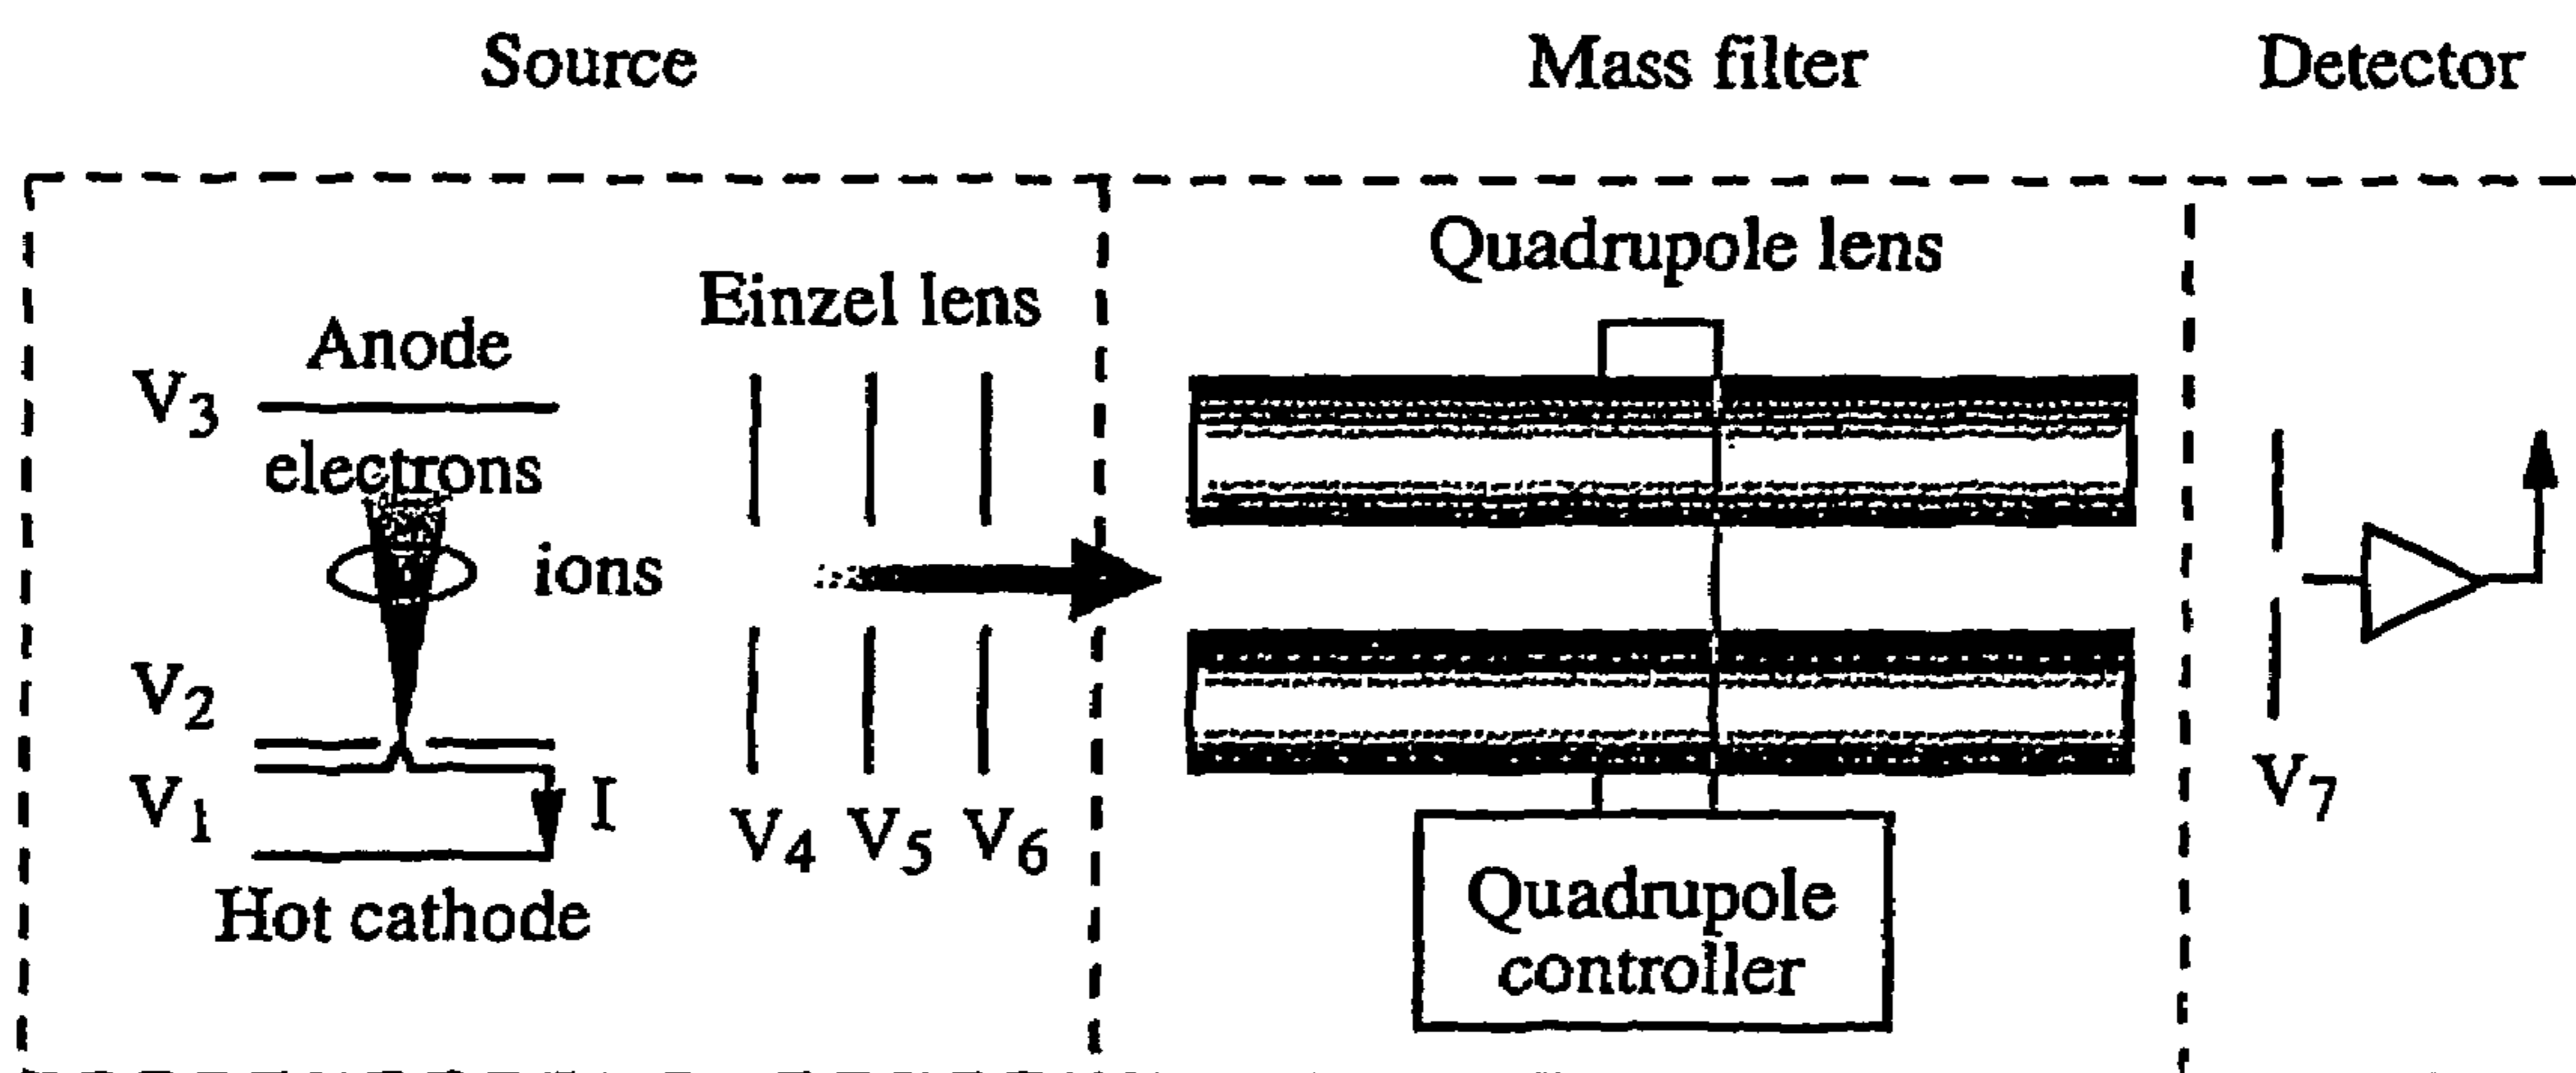 Source
Mass filter
Detector
Quadrupole lens
Einzel lens
Anode
V3
electrons
ions
V2
V1
I
V4 V5 V6
V7
Hot cathode
Quadrupole
controller